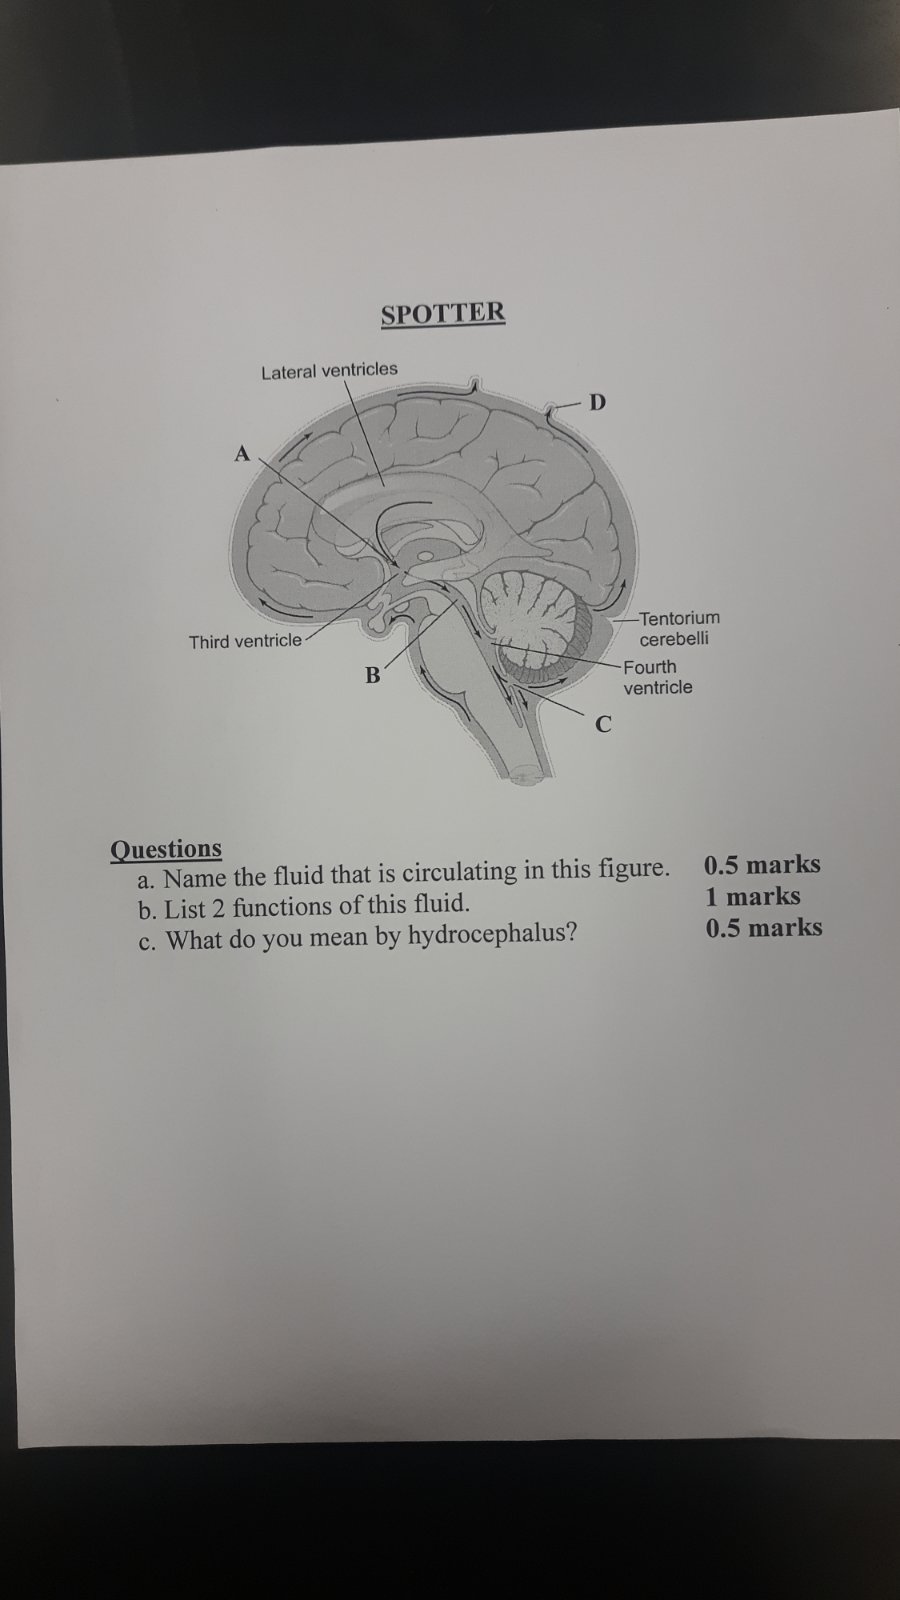 SPOTTER
Lateral ventricles
D
A
Third ventricle
B
Tentorium
cerebelli
Fourth
ventricle
C
Questions
a. Name the fluid that is circulating in this figure. 0.5 marks
b. List 2 functions of this fluid. 1 marks
c. What do you mean by hydrocephalus? 0.5 marks